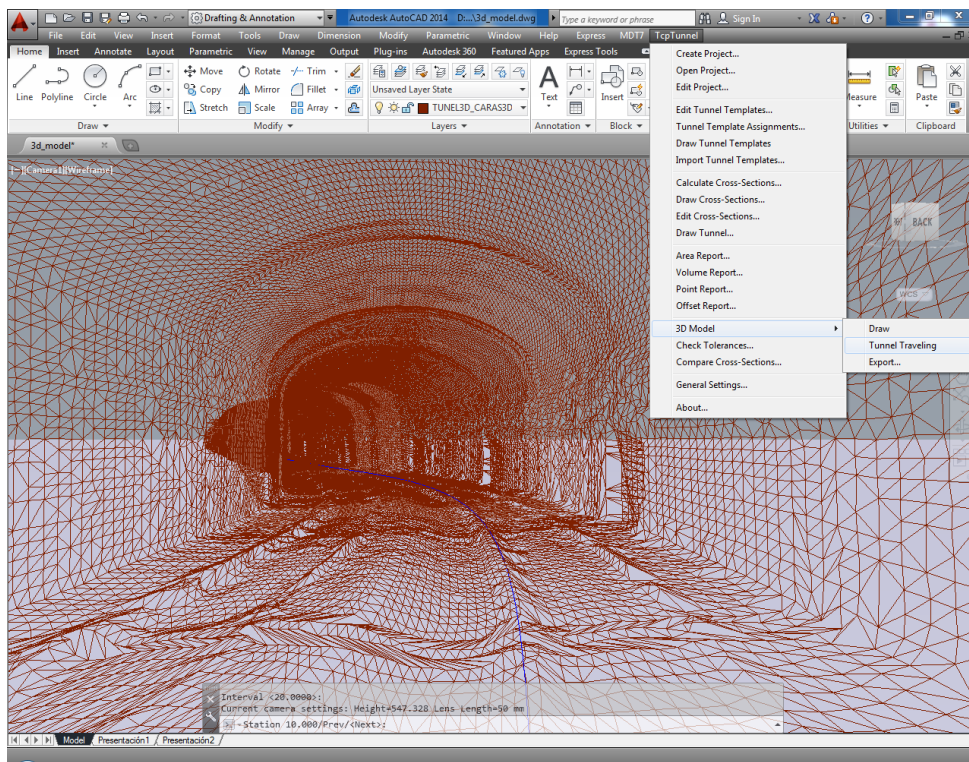 Drafting & Annotation
Autodesk AutoCAD 2014 D:\...\3d_model.dwg
Type a keyword or phrase
Sign In
File Edit View Insert Format Tools Draw Dimension Modify Parametric Window Help Express MDT7 TcpTunnel
Home Insert Annotate Layout Parametric View Manage Output Plug-ins Autodesk 360 Featured Apps Express Tools
Line Polyline Circle Arc
Move Rotate Trim
Copy Mirror Fillet
Stretch Scale Array
Unsaved Layer State
TUNEL3D_CARAS3D
Text Insert Measure Paste
Draw Modify Layers Annotation Block Utilities Clipboard
3d_model*
[-][Camera1][Wireframe]
Create Project...
Open Project...
Edit Project...
Edit Tunnel Templates...
Tunnel Template Assignments...
Draw Tunnel Templates
Import Tunnel Templates...
Calculate Cross-Sections...
Draw Cross-Sections...
Edit Cross-Sections...
Draw Tunnel...
Area Report...
Volume Report...
Point Report...
Offset Report...
3D Model
Check Tolerances...
Compare Cross-Sections...
General Settings...
About...
Draw
Tunnel Traveling
Export...
BACK
WCS
Interval <20.0000>:
Current camera settings: Height=547.328 Lens Length=50 mm
Station 10.000/Prev/<Next>:
Model Presentación1 Presentación2